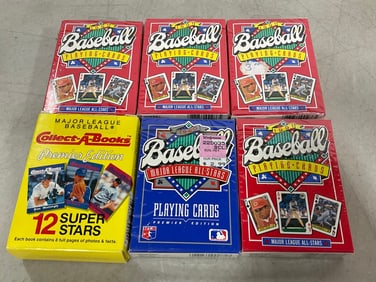 Baseball
PLAYING • CARDS
MAJOR LEAGUE ALL-STARS
Baseball
PLAYING • CARDS
MAJOR LEAGUE ALL-STARS
Baseball
PLAYING • CARDS
MAJOR LEAGUE ALL-STARS
MAJOR LEAGUE
BASEBALL®
Collect-A-Books
Premier Edition
12 SUPER
STARS
Each book contains 8 full pages of photos & facts.
Baseball
MAJOR LEAGUE ALL-STARS
PLAYING CARDS
PREMIER EDITION
Baseball
PLAYING • CARDS
MAJOR LEAGUE ALL-STARS